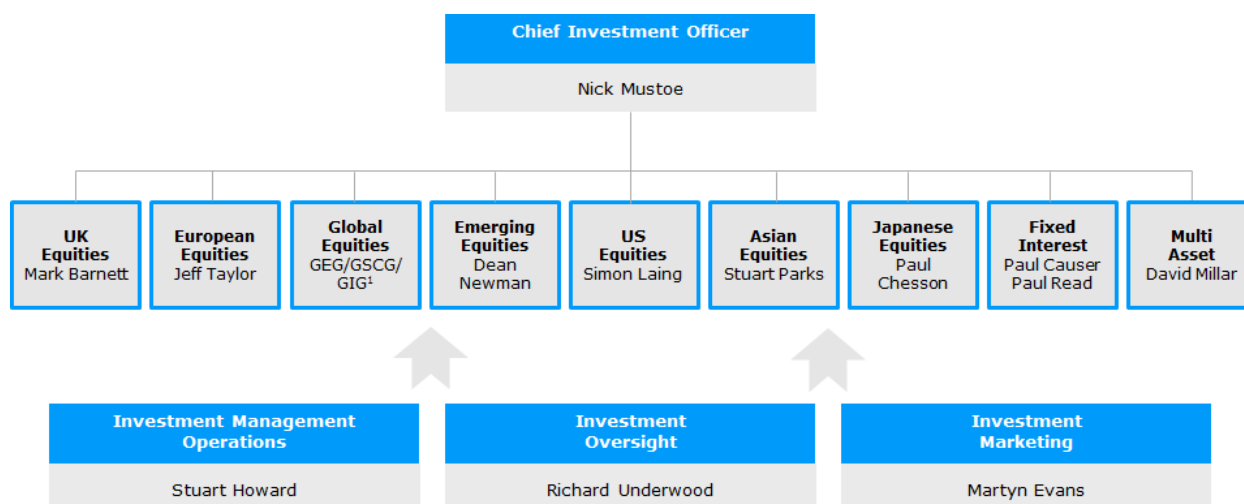 Chief Investment Officer
Nick Mustoe
UK
Equities
Mark Barnett
European
Equities
Jeff Taylor
Global
Equities
GEG/GSCG/
GIG¹
Emerging
Equities
Dean
Newman
US
Equities
Simon Laing
Asian
Equities
Stuart Parks
Japanese
Equities
Paul
Chesson
Fixed
Interest
Paul Causer
Paul Read
Multi
Asset
David Millar
Investment Management
Operations
Stuart Howard
Investment
Oversight
Richard Underwood
Investment
Marketing
Martyn Evans